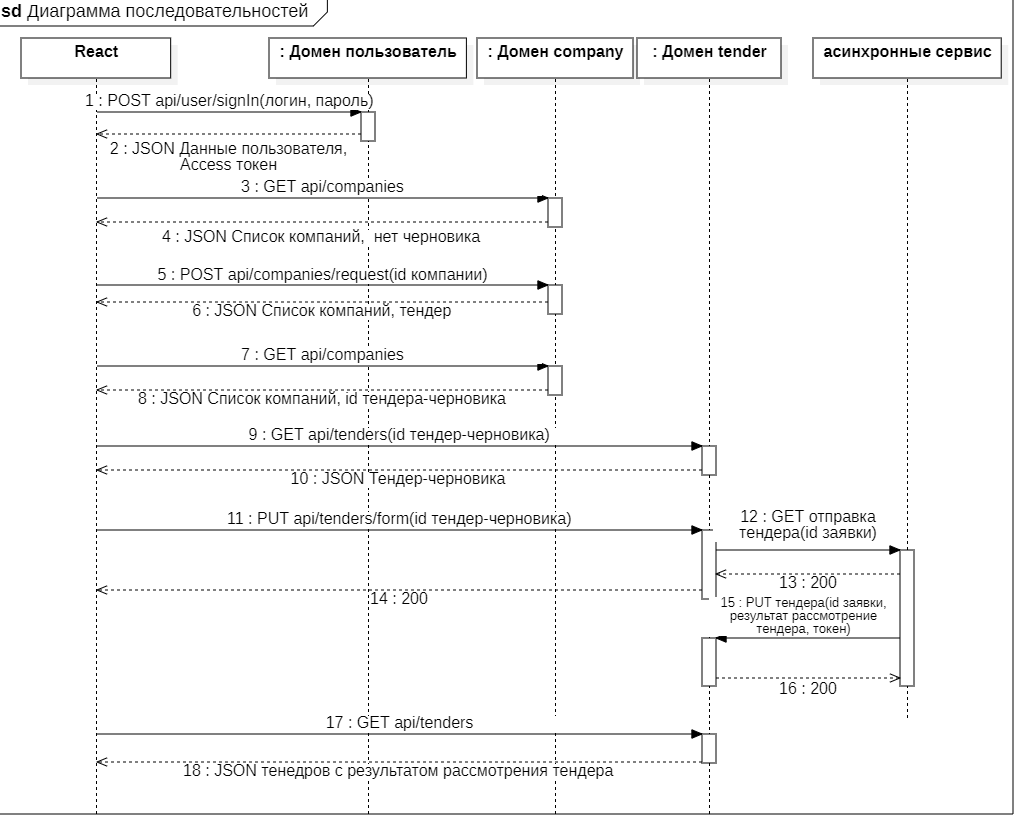 sd Диаграмма последовательностей
React
: Домен пользователь
: Домен company
: Домен tender
асинхронные сервис
1 : POST api/user/signIn(логин, пароль)
2 : JSON Данные пользователя,
Access токен
3 : GET api/companies
4 : JSON Список компаний, нет черновика
5 : POST api/companies/request(id компании)
6 : JSON Список компаний, тендер
7 : GET api/companies
8 : JSON Список компаний, id тендера-черновика
9 : GET api/tenders(id тендер-черновика)
10 : JSON Тендер-черновика
11 : PUT api/tenders/form(id тендер-черновика)
12 : GET отправка
тендера(id заявки)
13 : 200
14 : 200
15 : PUT тендера(id заявки,
результат рассмотрение
тендера, токен)
16 : 200
17 : GET api/tenders
18 : JSON тенедров с результатом рассмотрения тендера